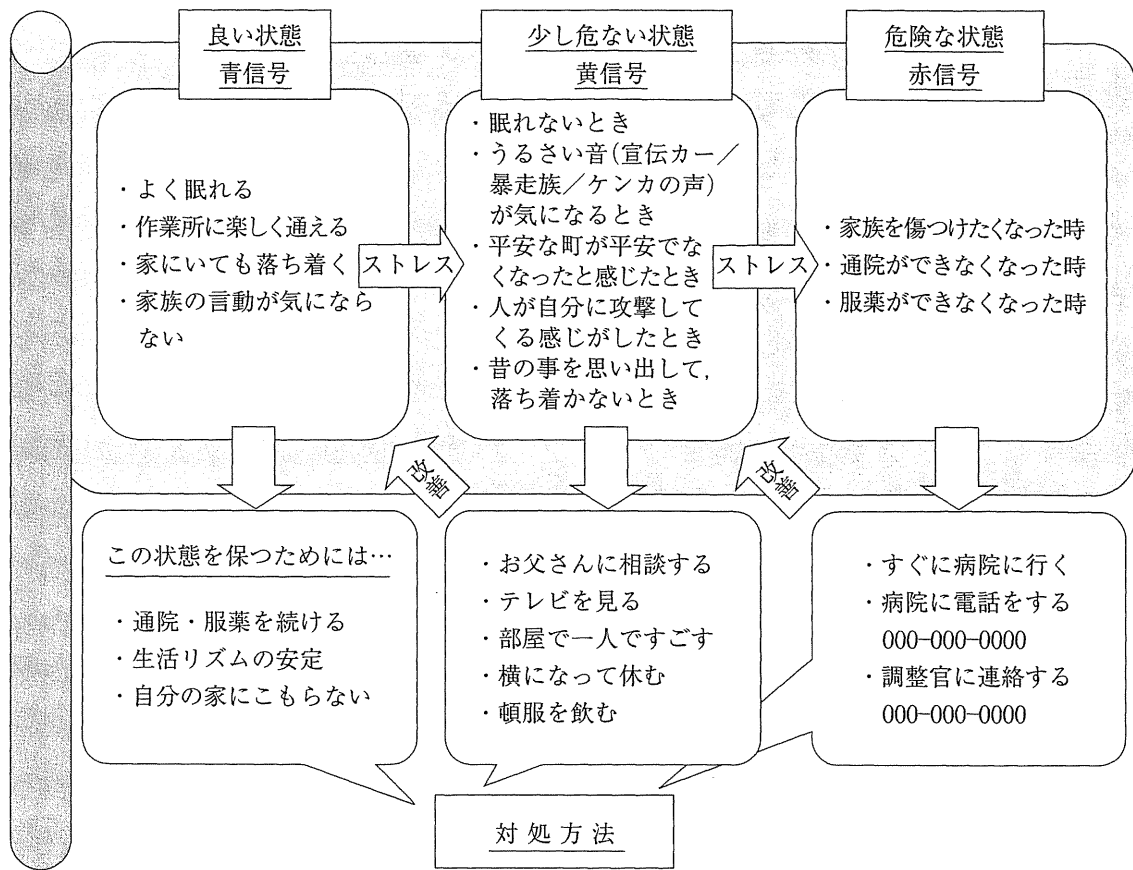 良い状態
青信号
・よく眠れる
・作業所に楽しく通える
・家にいても落ち着く
・家族の言動が気になら
ない
ストレス
少し危ない状態
黄信号
・眠れないとき
・うるさい音(宣伝カー/
暴走族/ケンカの声)
が気になるとき
・平安な町が平安でな
くなったと感じたとき
・人が自分に攻撃して
くる感じがしたとき
・昔の事を思い出して,
落ち着かないとき
ストレス
危険な状態
赤信号
・家族を傷つけたくなった時
・通院ができなくなった時
・服薬ができなくなった時
改善
改善
この状態を保つためには…
・通院・服薬を続ける
・生活リズムの安定
・自分の家にこもらない
・お父さんに相談する
・テレビを見る
・部屋で一人ですごす
・横になって休む
・頓服を飲む
・すぐに病院に行く
・病院に電話をする
000-000-0000
・調整官に連絡する
000-000-0000
対処方法